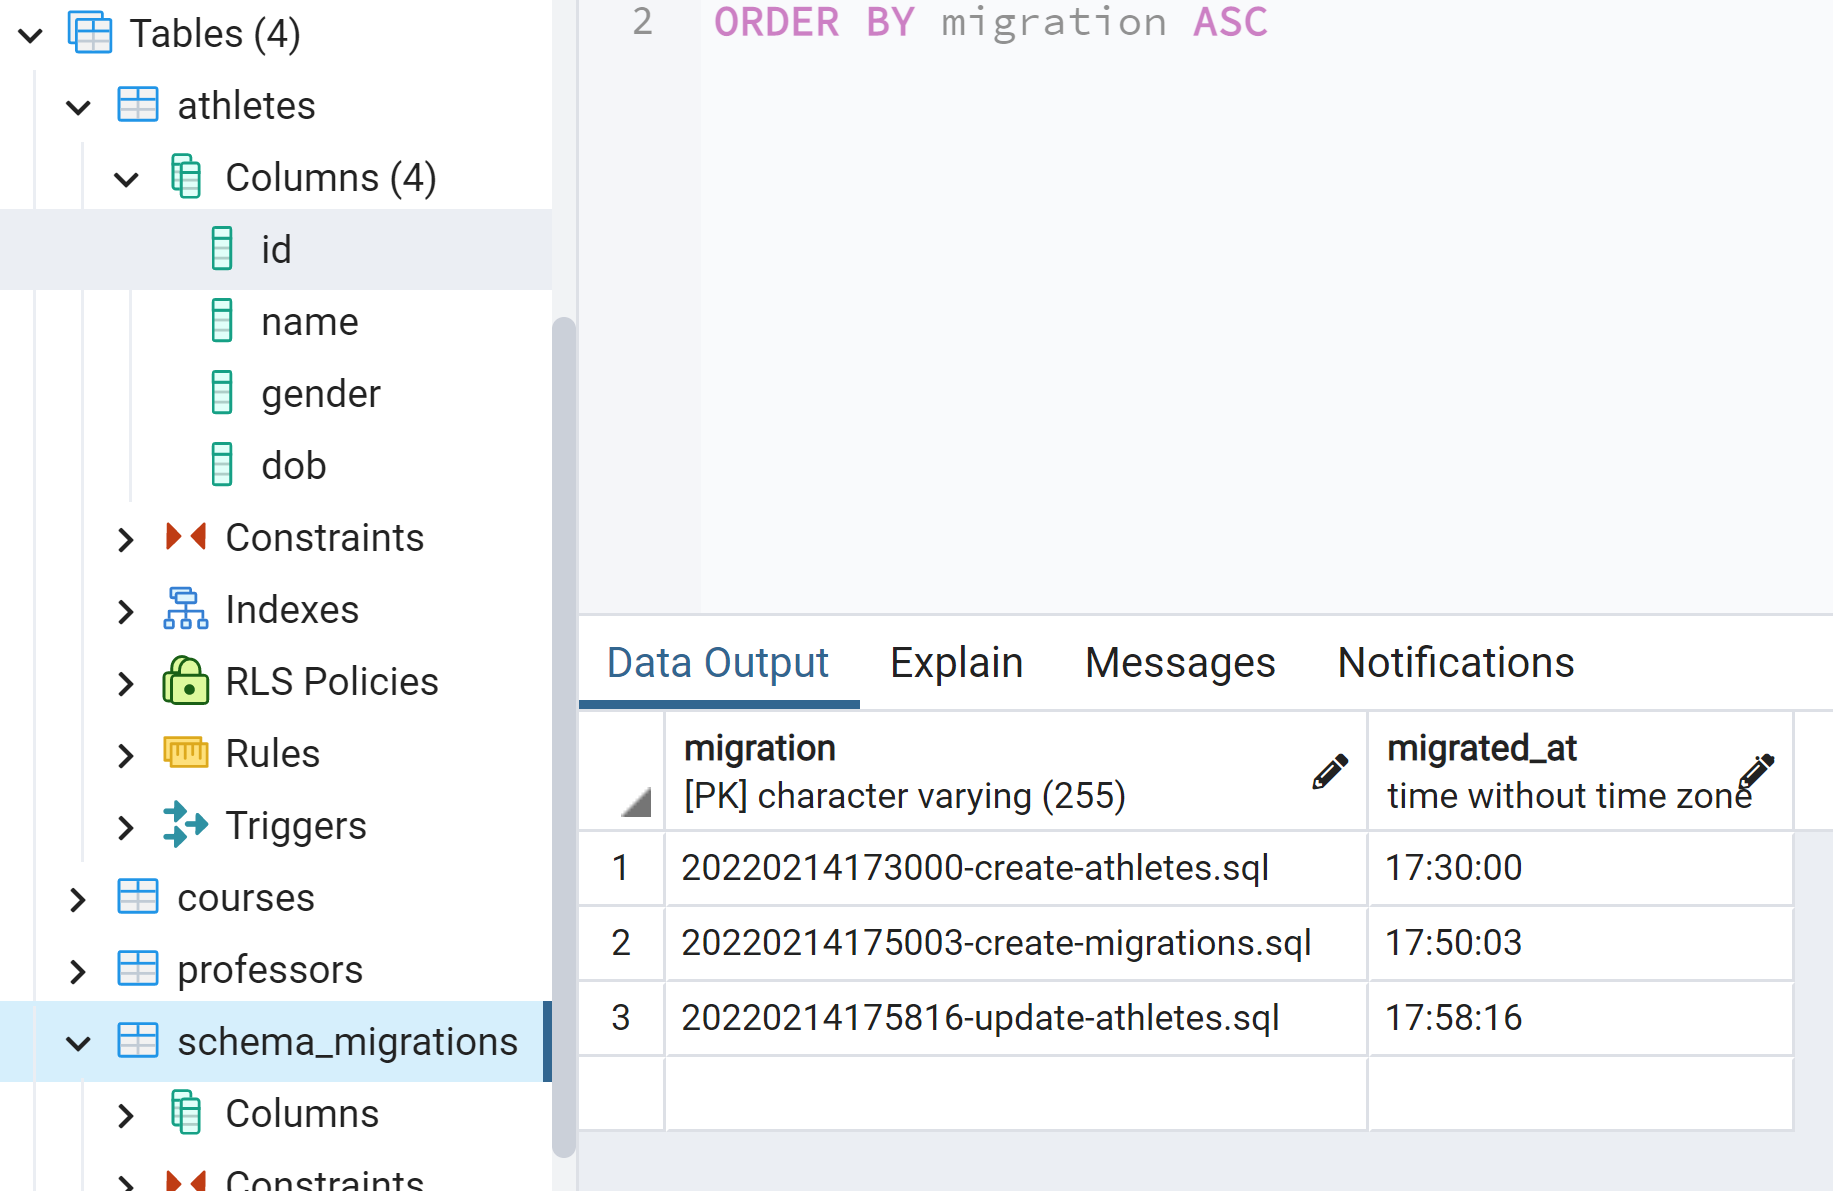 Tables (4)
athletes
Columns (4)
id
name
gender
dob
Constraints
Indexes
RLS Policies
Rules
Triggers
courses
professors
schema_migrations
Columns
Constraints
2 ORDER BY migration ASC
Data Output Explain Messages Notifications
migration migrated_at
[PK] character varying (255) time without time zone
1 20220214173000-create-athletes.sql 17:30:00
2 20220214175003-create-migrations.sql 17:50:03
3 20220214175816-update-athletes.sql 17:58:16